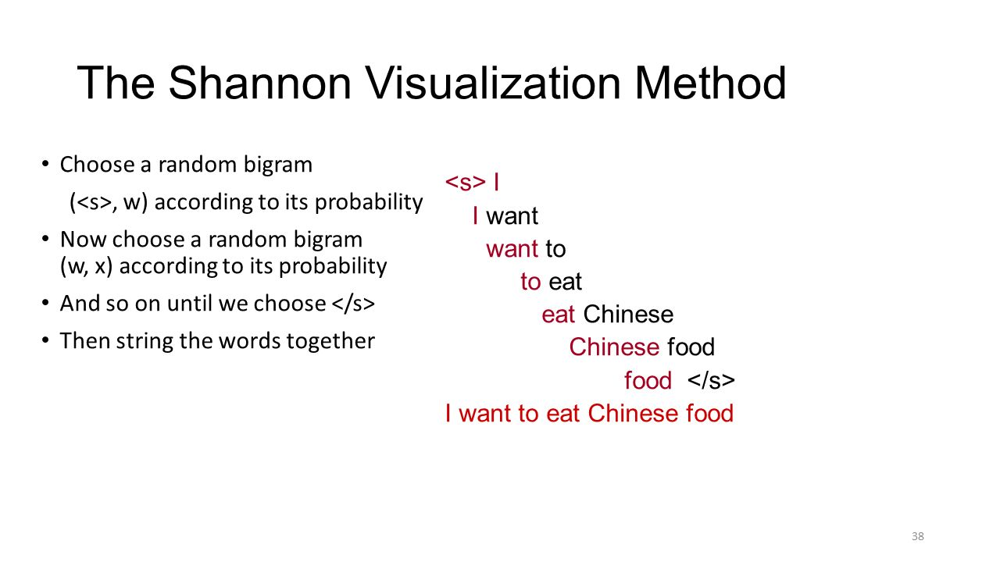 The Shannon Visualization Method
• Choose a random bigram
(<s>, w) according to its probability
• Now choose a random bigram
(w, x) according to its probability
• And so on until we choose </s>
• Then string the words together
<s> I
I want
want to
to eat
eat Chinese
Chinese food
food </s>
I want to eat Chinese food
38